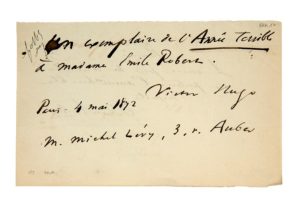 Un exemplaire de l'Année Terrible
à madame Emile Robert.
Victor Hugo
Paris - 4 mai 1872
M. Michel Lévy, 3, r. Auber